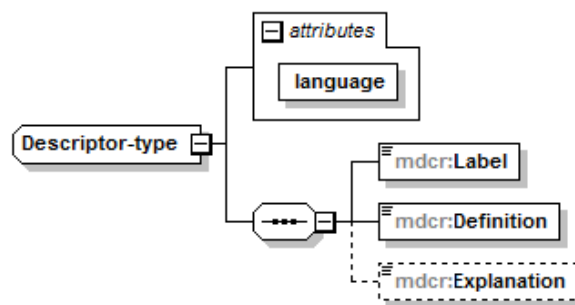 attributes
language
Descriptor-type
mdcr:Label
mdcr:Definition
mdcr:Explanation